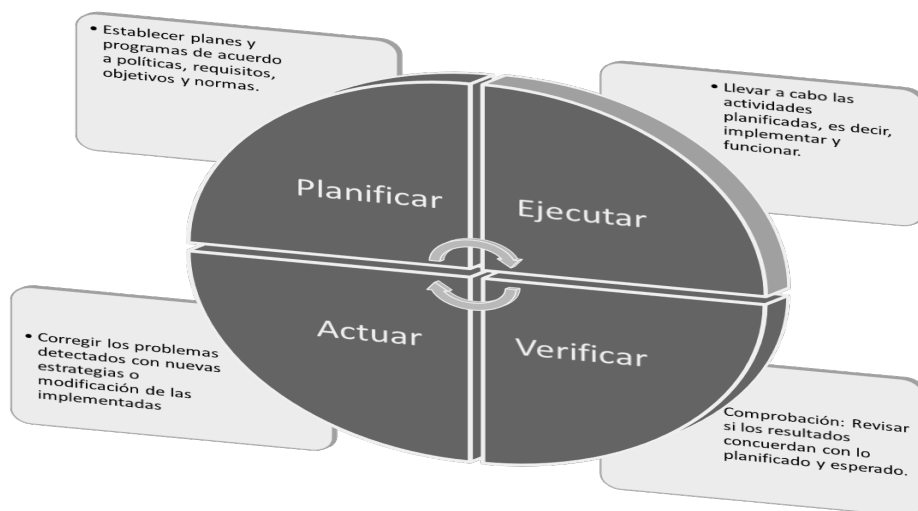 • Establecer planes y
programas de acuerdo
a políticas, requisitos,
objetivos y normas.
• Llevar a cabo las
actividades
planificadas, es decir,
implementar y
funcionar.
Planificar
Ejecutar
Actuar
Verificar
• Corregir los problemas
detectados con nuevas
estrategias o
modificación de las
implementadas
Comprobación: Revisar
si los resultados
concuerdan con lo
planificado y esperado.